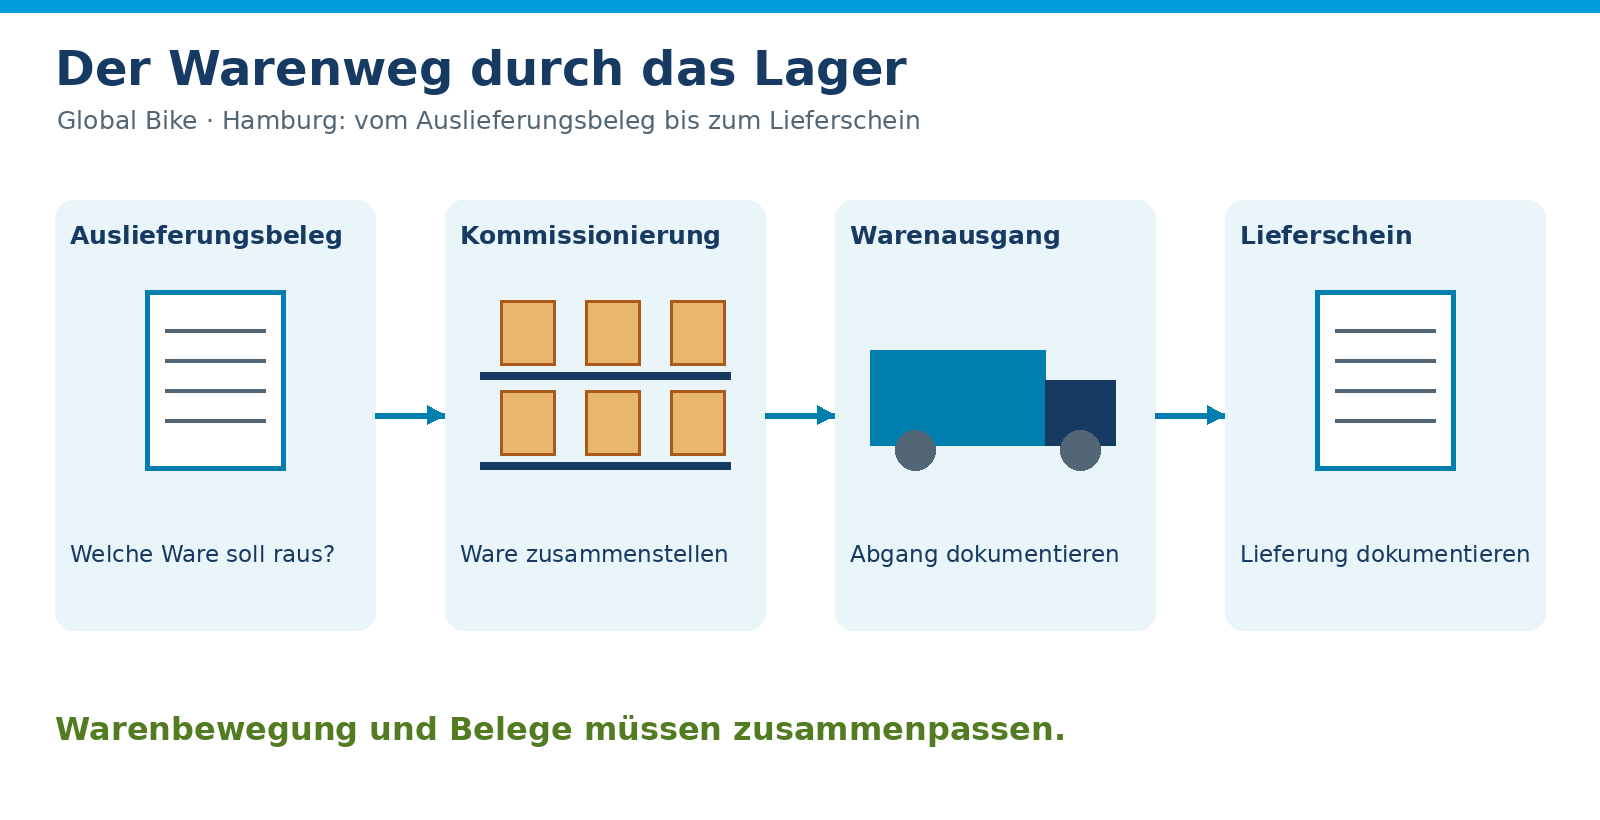 Der Warenweg durch das Lager
Global Bike · Hamburg: vom Auslieferungsbeleg bis zum Lieferschein
Auslieferungsbeleg
Welche Ware soll raus?
Kommissionierung
Ware zusammenstellen
Warenausgang
Abgang dokumentieren
Lieferschein
Lieferung dokumentieren
Warenbewegung und Belege müssen zusammenpassen.